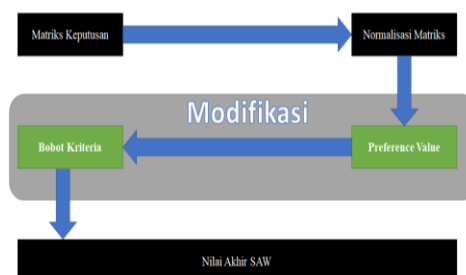 Matriks Keputusan
Normalisasi Matriks
Modifikasi
Bobot Kriteria
Preference Value
Nilai Akhir SAW